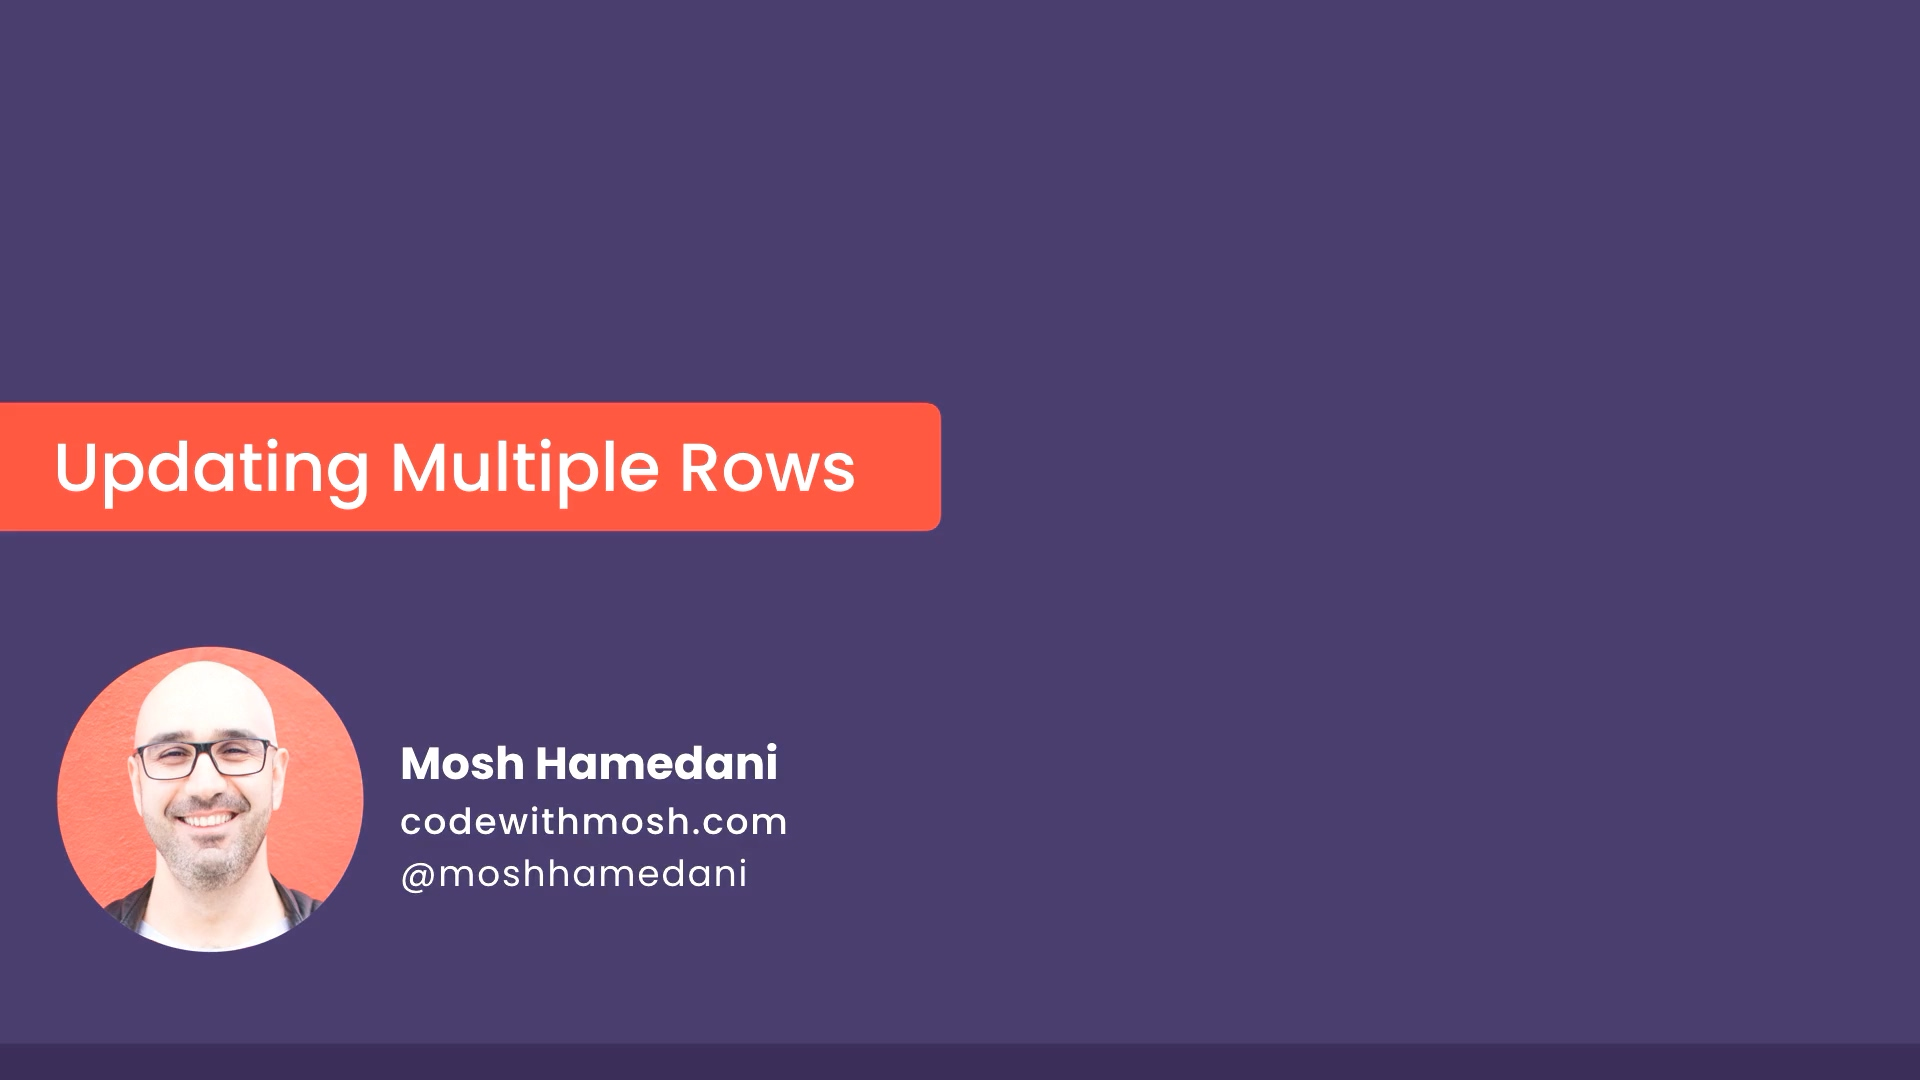 Updating Multiple Rows
Mosh Hamedani
codewithmosh.com
@moshhamedani